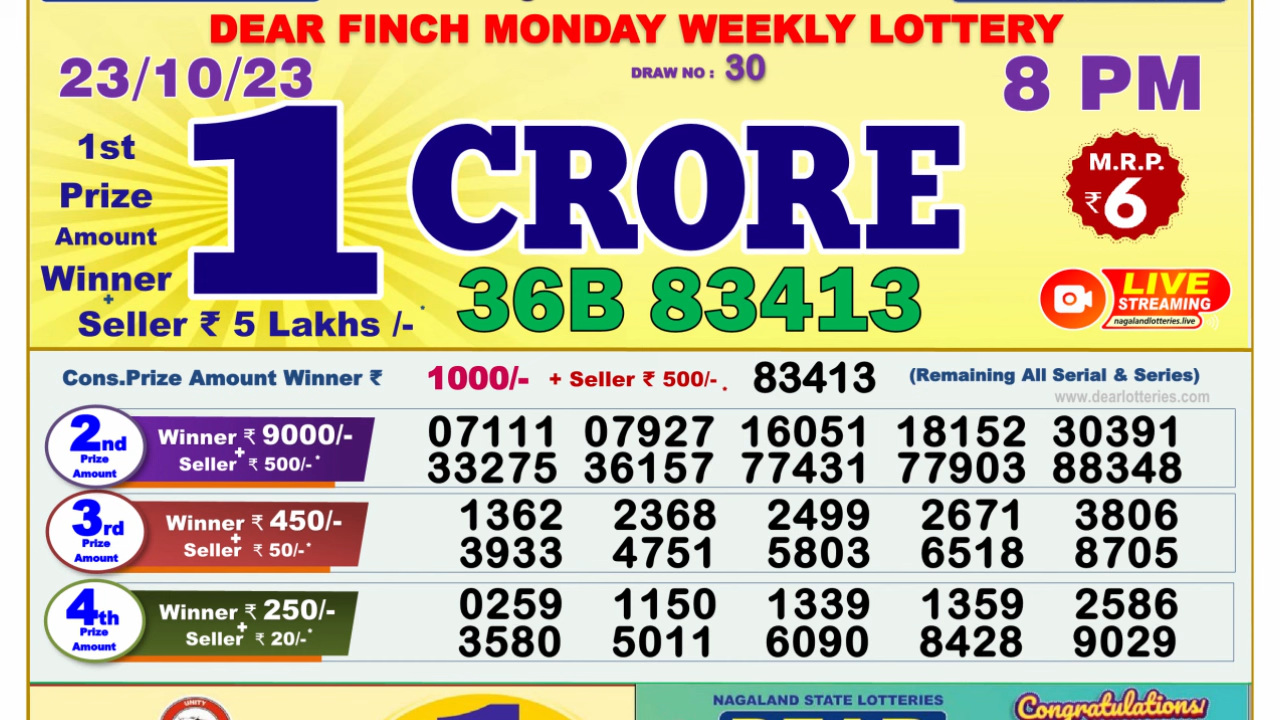 DEAR FINCH MONDAY WEEKLY LOTTERY
23/10/23
DRAW NO : 30
8 PM
1st
Prize
Amount
Winner
+
Seller ₹ 5 Lakhs /-*
1 CRORE
36B 83413
M.R.P.
₹6
LIVE
STREAMING
nagalandlotteries.live
Cons.Prize Amount Winner ₹ 1000/- + Seller ₹ 500/-. 83413 (Remaining All Serial & Series)
www.dearlotteries.com
2nd
Prize
Amount
Winner ₹ 9000/-
+
Seller ₹ 500/-*
07111 07927 16051 18152 30391
33275 36157 77431 77903 88348
3rd
Prize
Amount
Winner ₹ 450/-
+
Seller ₹ 50/-*
1362 2368 2499 2671 3806
3933 4751 5803 6518 8705
4th
Prize
Amount
Winner ₹ 250/-
+
Seller ₹ 20/-*
0259 1150 1339 1359 2586
3580 5011 6090 8428 9029
UNITY
NAGALAND STATE LOTTERIES
Congratulations!